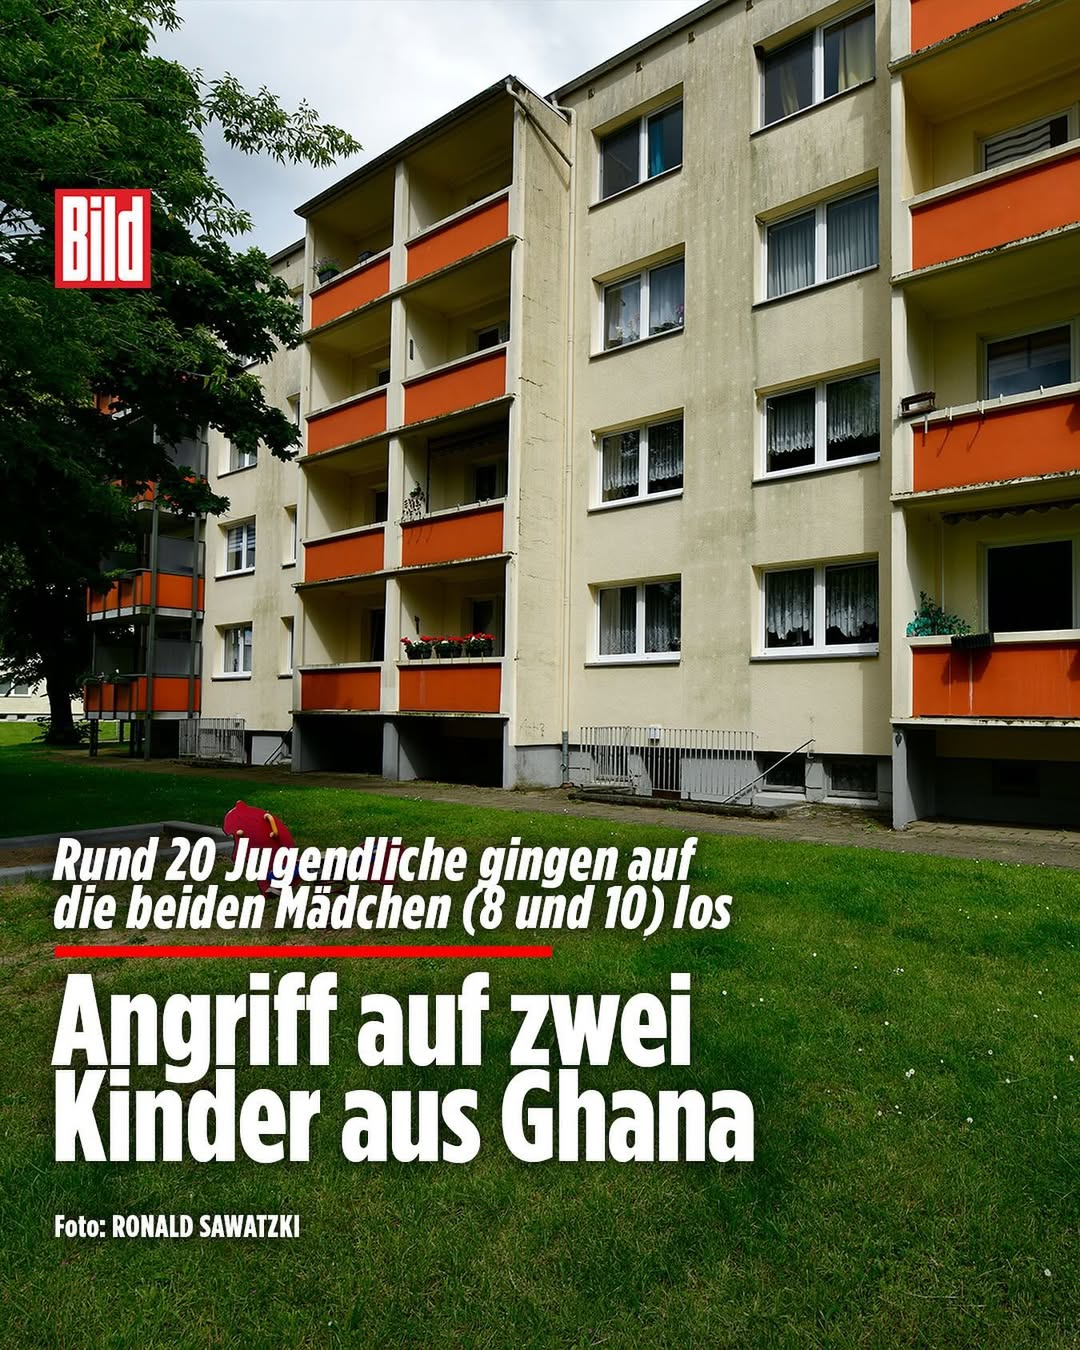 Bild
Rund 20 Jugendliche gingen auf
die beiden Mädchen (8 und 10) los
Angriff auf zwei
Kinder aus Ghana
Foto: RONALD SAWATZKI